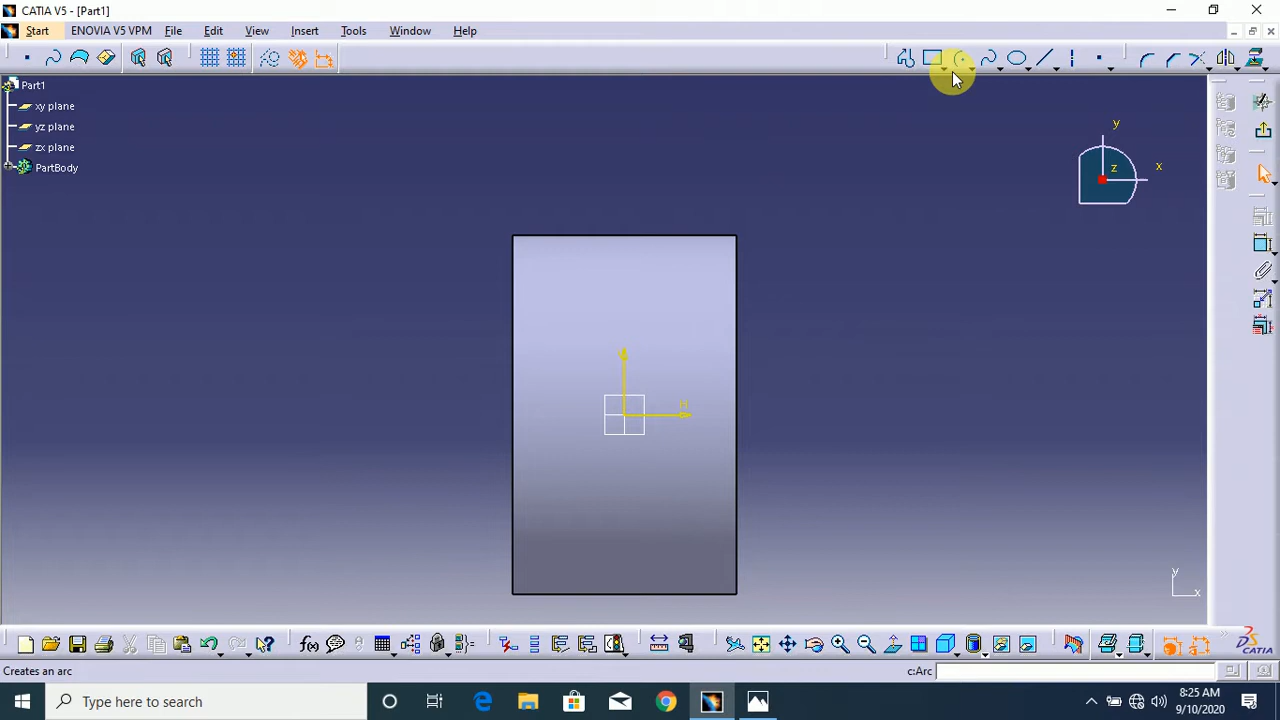 CATIA V5 - [Part1]
Start ENOVIA V5 VPM File Edit View Insert Tools Window Help
Part1
xy plane
yz plane
zx plane
PartBody
y
x
z
H
y
x
f(x)
CATIA
Creates an arc
c:Arc
Type here to search
8:25 AM
9/10/2020